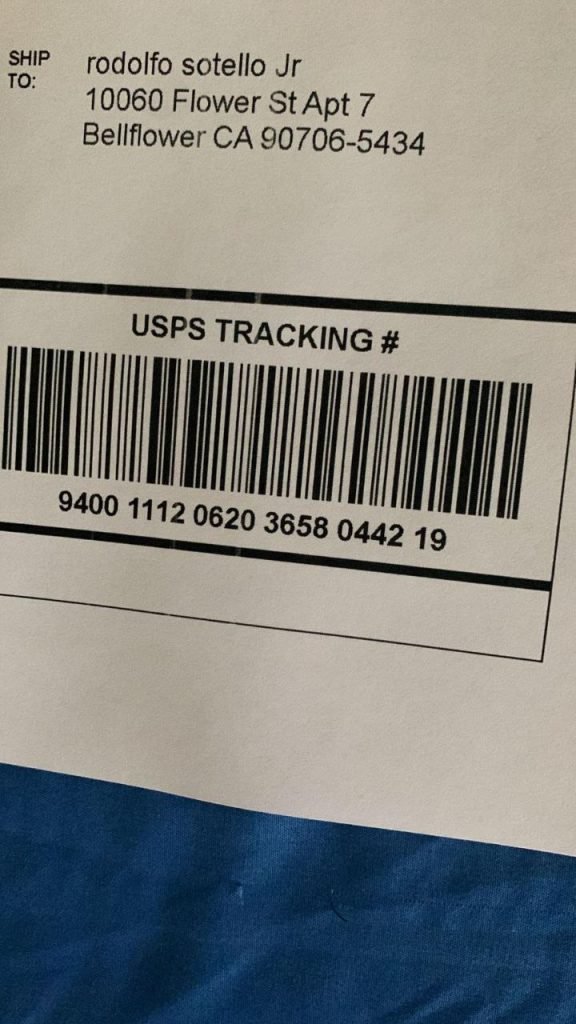 SHIP
TO:
rodolfo sotello Jr
10060 Flower St Apt 7
Bellflower CA 90706-5434
USPS TRACKING #
9400 1112 0620 3658 0442 19